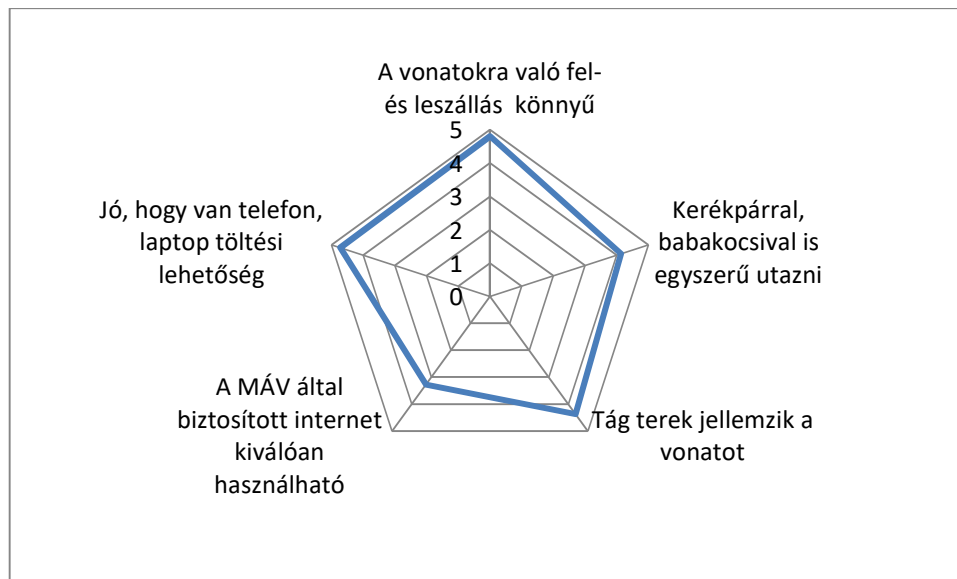 A vonatokra való fel-
és leszállás könnyű
5
4
3
2
1
0
Kerékpárral,
babakocsival is
egyszerű utazni
Tág terek jellemzik a
vonatot
A MÁV által
biztosított internet
kiválóan
használható
Jó, hogy van telefon,
laptop töltési
lehetőség